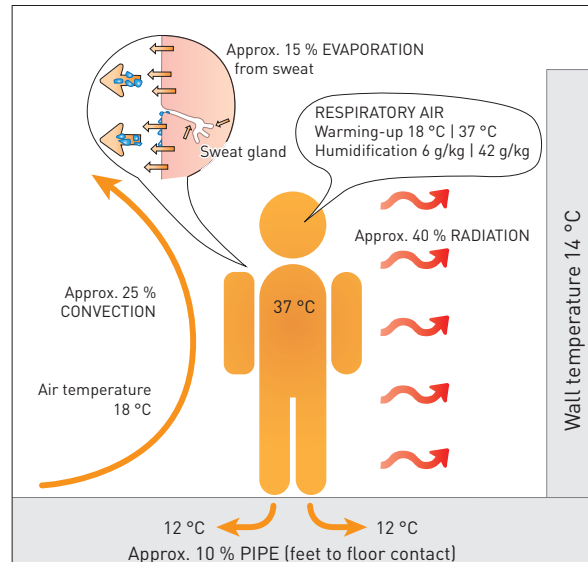 Approx. 15 % EVAPORATION
from sweat
Sweat gland
RESPIRATORY AIR
Warming-up 18 °C | 37 °C
Humidification 6 g/kg | 42 g/kg
Approx. 40 % RADIATION
Wall temperature 14 °C
Approx. 25 %
CONVECTION
37 °C
Air temperature
18 °C
12 °C
12 °C
Approx. 10 % PIPE (feet to floor contact)